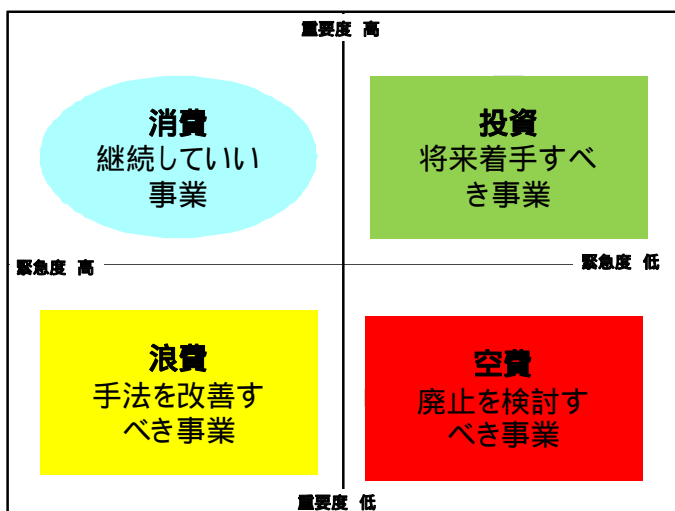 重要度 高
消費
継続していい
事業
投資
将来着手すべ
き事業
緊急度 高
緊急度 低
浪費
手法を改善す
べき事業
空費
廃止を検討す
べき事業
重要度 低